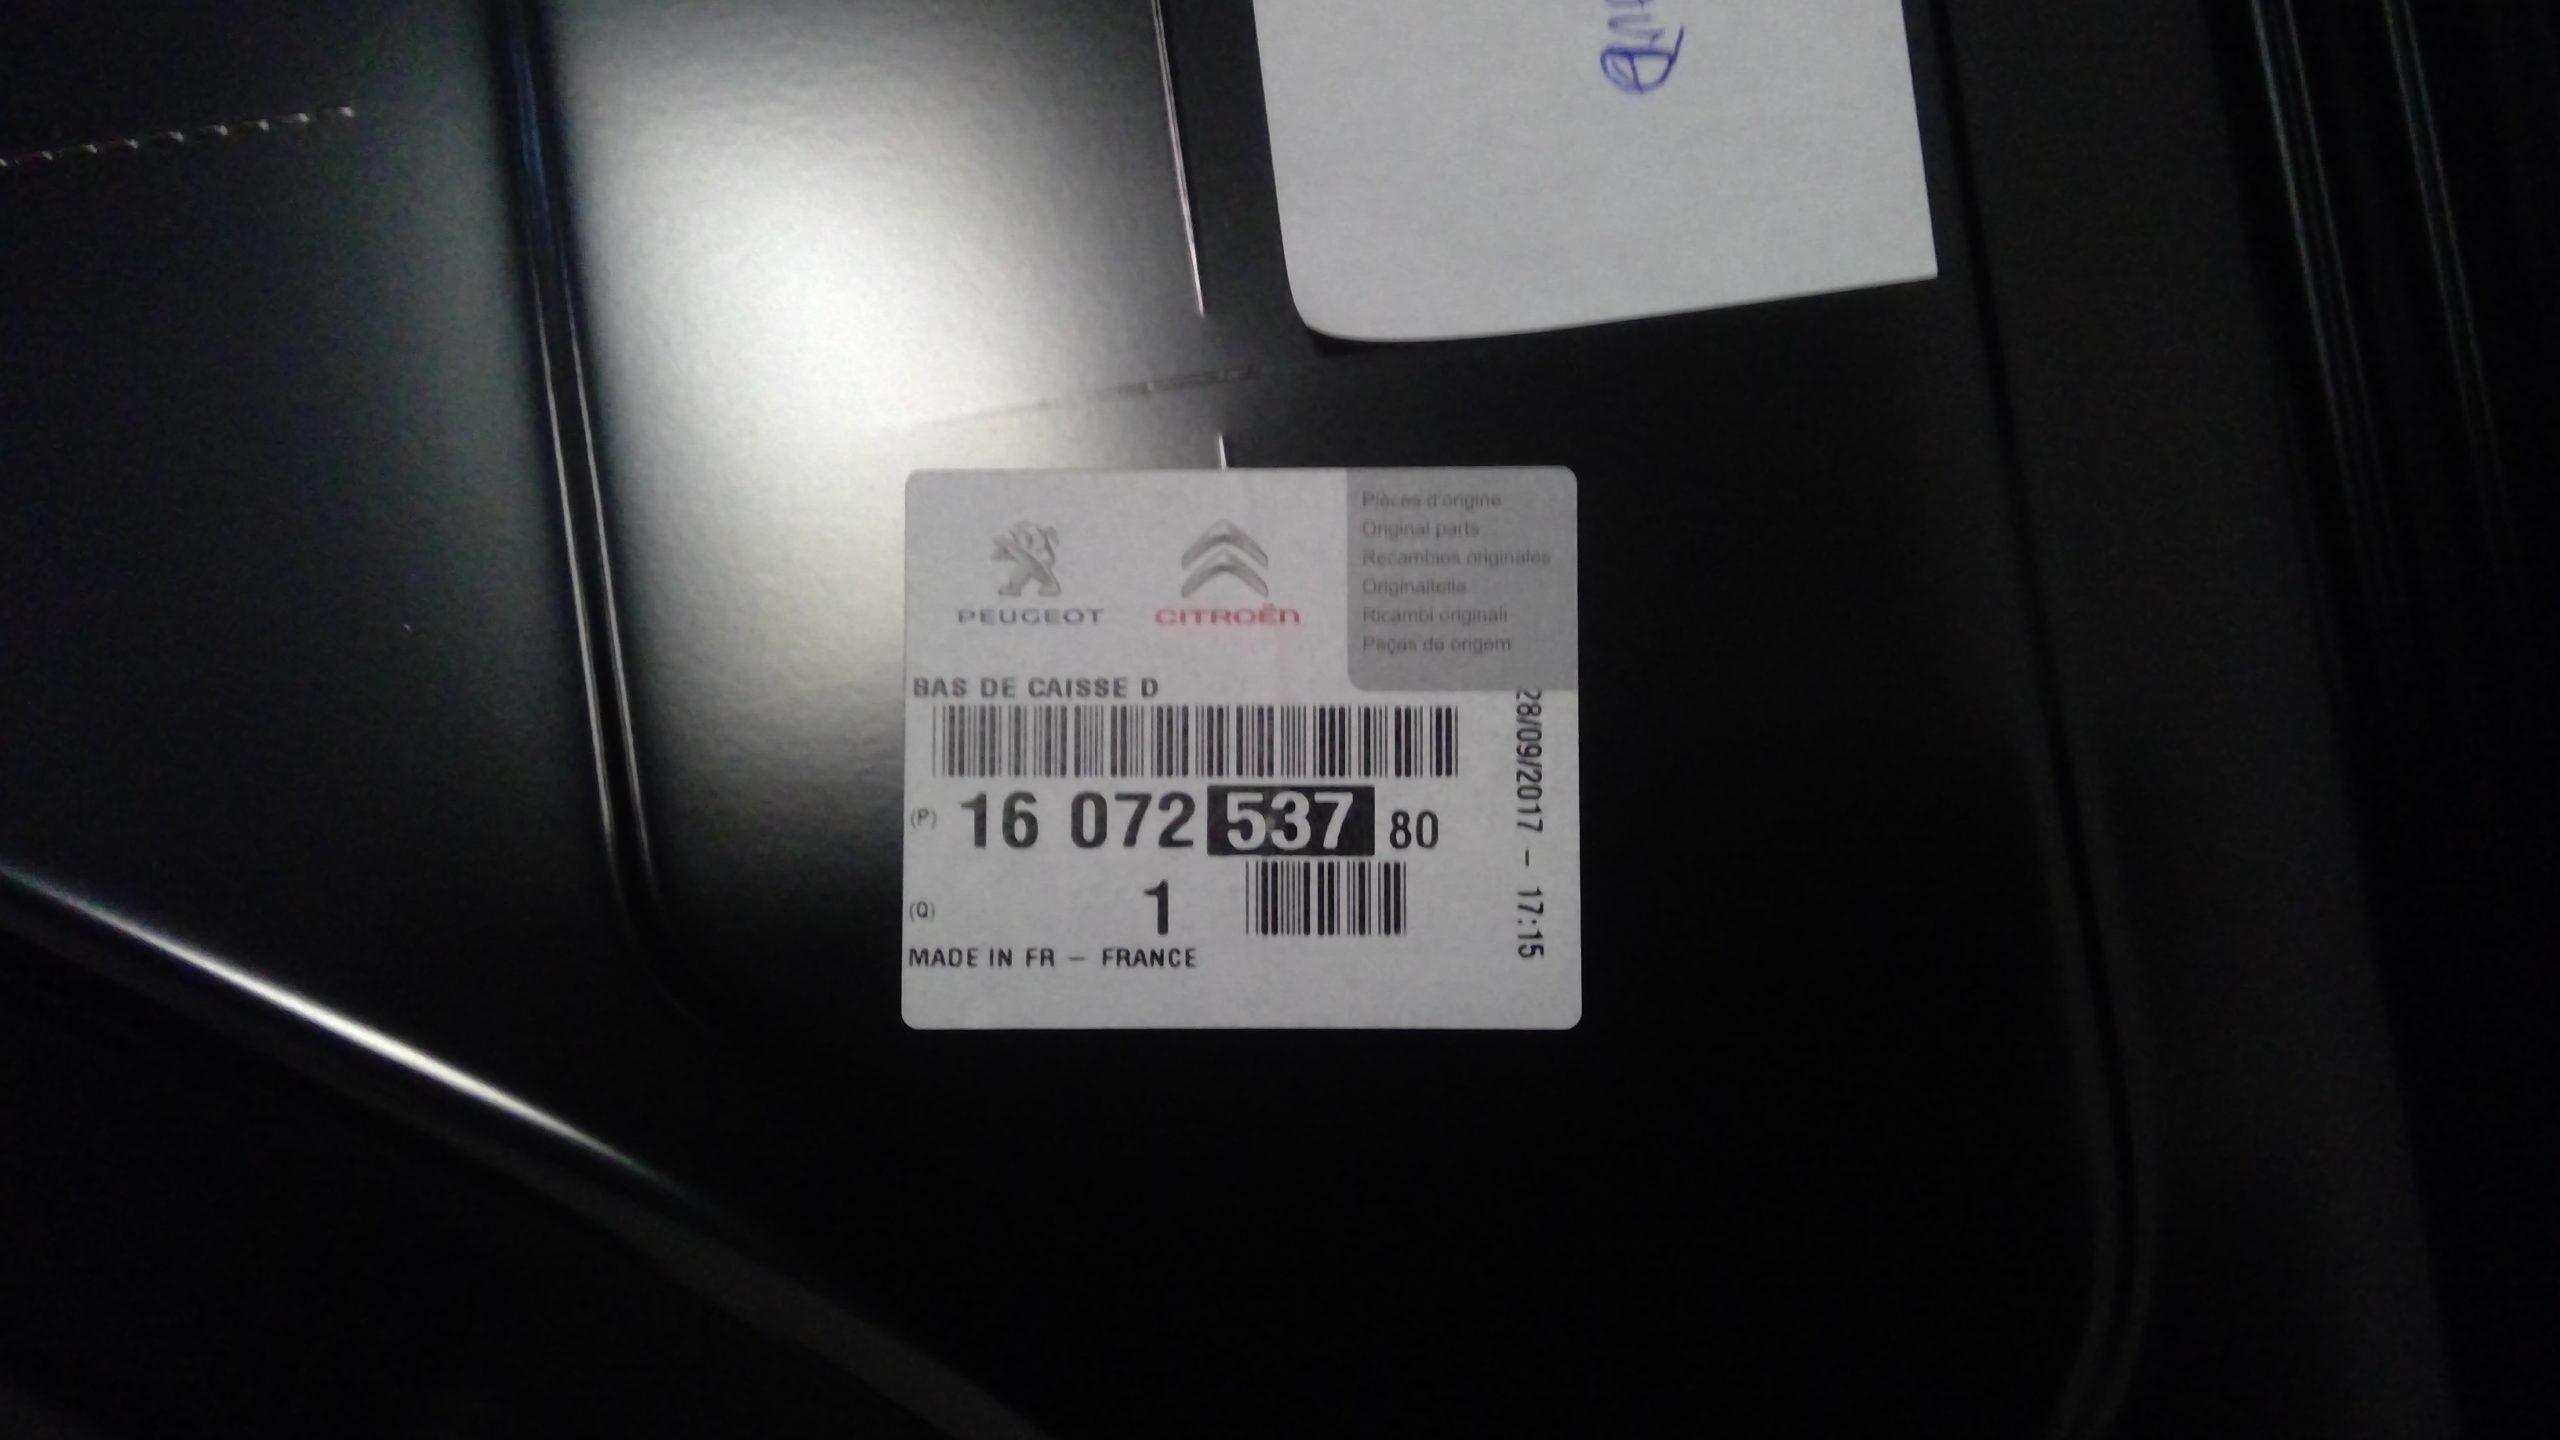 PEUGEOT
CITROËN
Pièces d'origine
Original parts
Recambios originales
Originalteile
Ricambi originali
Peças de origem
BAS DE CAISSE D
(P) 16 072 537 80
(Q) 1
MADE IN FR – FRANCE
28/09/2017 – 17:15